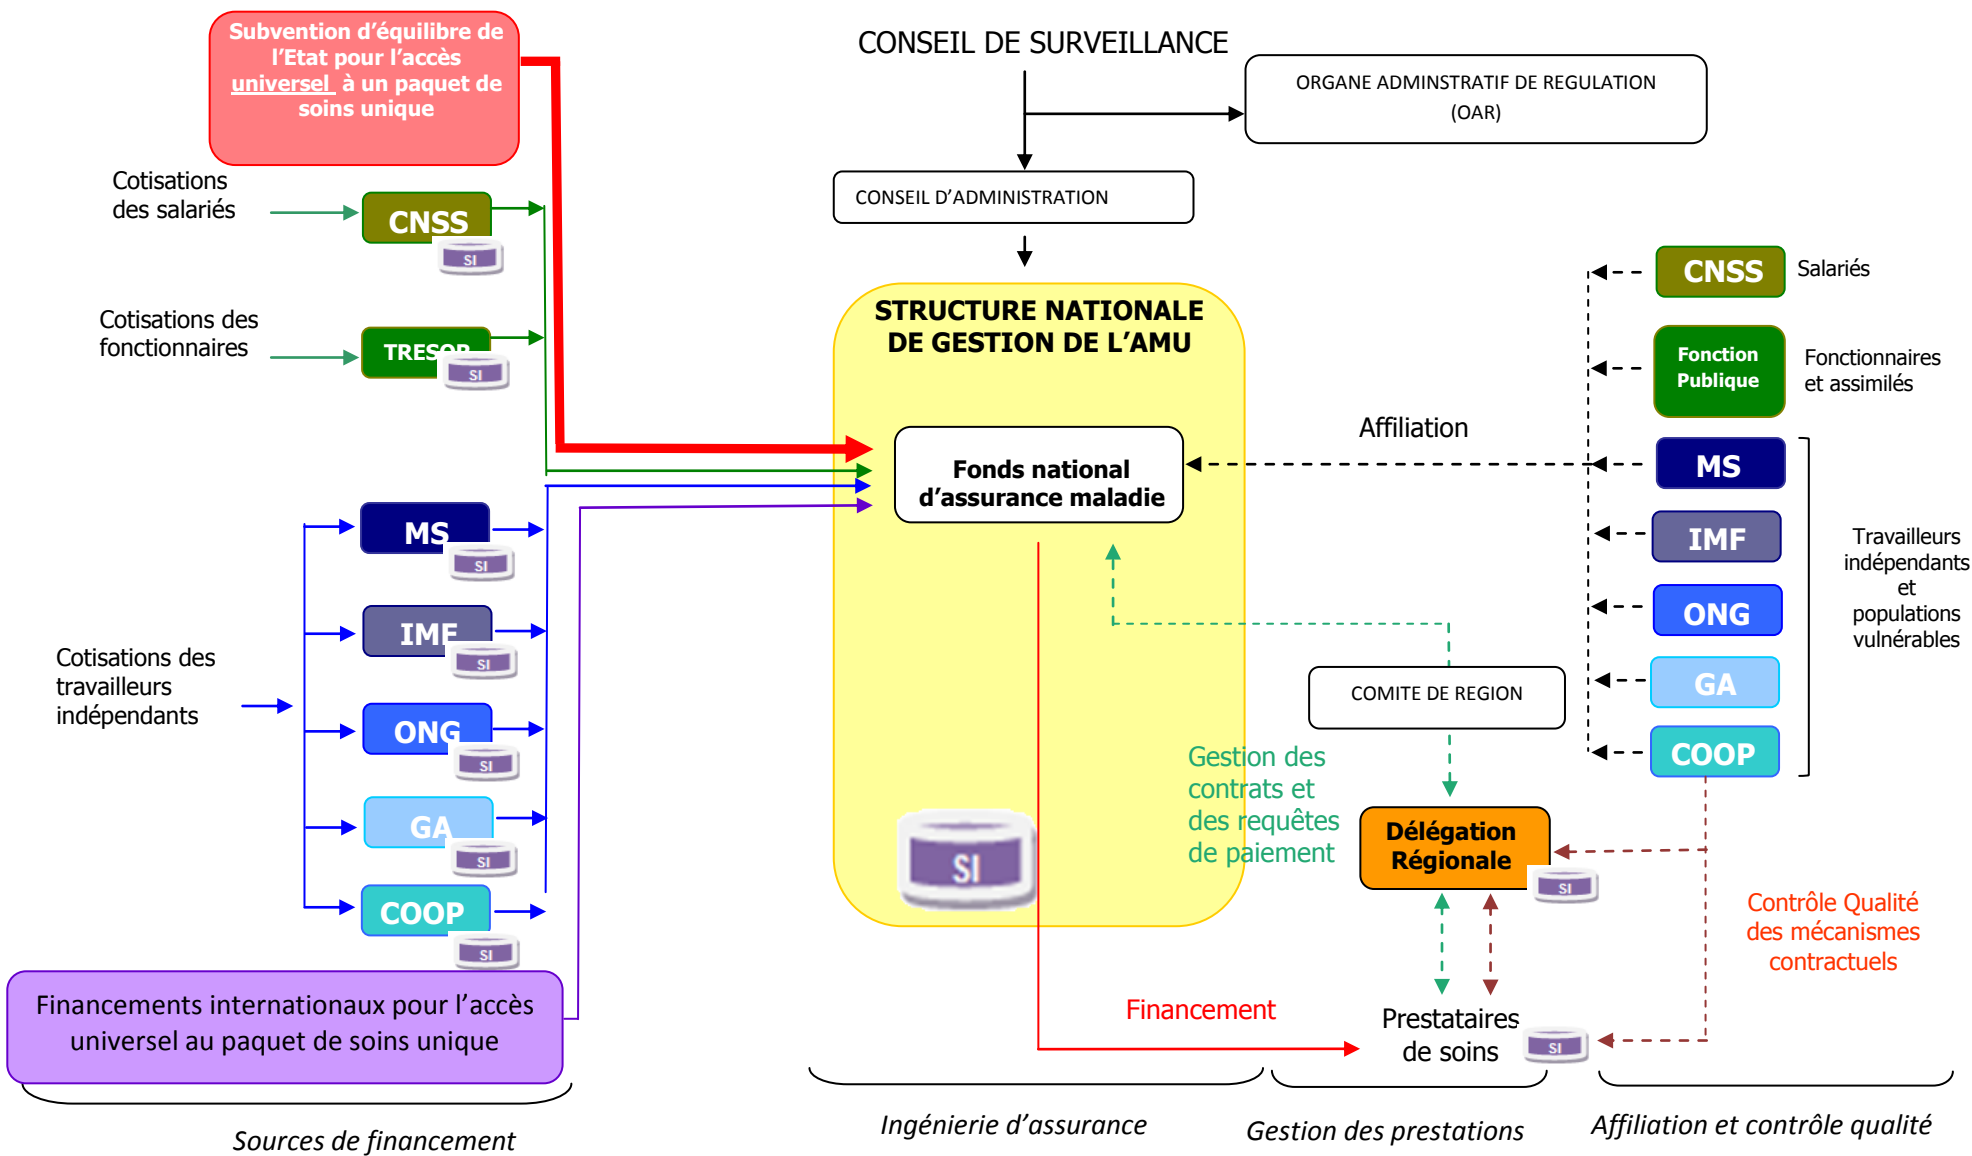 Subvention d'équilibre de
l'Etat pour l'accès
universel à un paquet de
soins unique
Cotisations
des salariés
CNSS
SI
Cotisations des
fonctionnaires
TRESOR
SI
Cotisations des
travailleurs
indépendants
MS
SI
IMF
SI
ONG
SI
GA
SI
COOP
SI
Financements internationaux pour l'accès
universel au paquet de soins unique
Sources de financement
CONSEIL DE SURVEILLANCE
ORGANE ADMINSTRATIF DE REGULATION
(OAR)
CONSEIL D'ADMINISTRATION
STRUCTURE NATIONALE
DE GESTION DE L'AMU
Fonds national
d'assurance maladie
SI
Ingénierie d'assurance
Affiliation
COMITE DE REGION
Gestion des
contrats et
des requêtes
de paiement
Délégation
Régionale
SI
Financement
Prestataires
de soins
SI
Gestion des prestations
CNSS
Salariés
Fonction
Publique
Fonctionnaires
et assimilés
MS
IMF
ONG
GA
COOP
Travailleurs
indépendants
et
populations
vulnérables
Contrôle Qualité
des mécanismes
contractuels
Affiliation et contrôle qualité